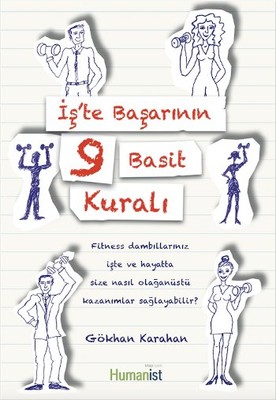 İş'te Başarının
9 Basit
Kuralı
Fitness dambıllarınız
işte ve hayatta
size nasıl olağanüstü
kazanımlar sağlayabilir?
Gökhan Karahan
Humanist